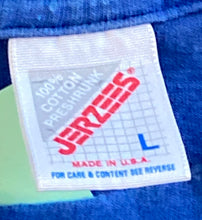 100%
COTTON
PRESHRUNK
JERZEES®
L
MADE IN U.S.A.
FOR CARE & CONTENT SEE REVERSE